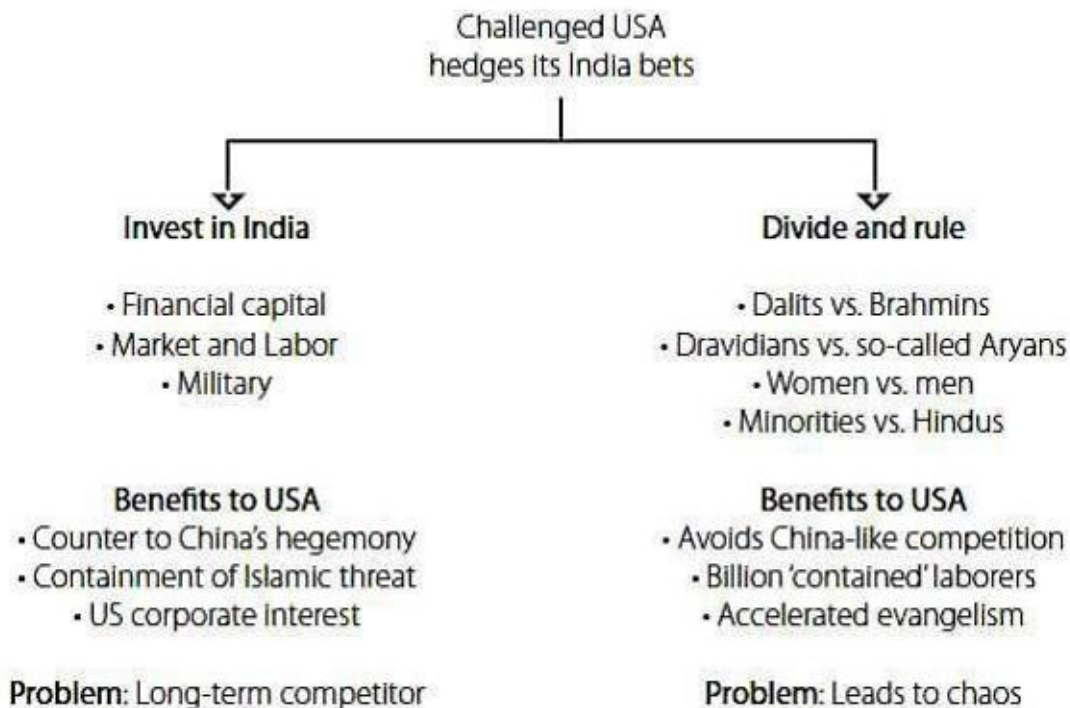 Challenged USA
hedges its India bets
Invest in India
• Financial capital
• Market and Labor
• Military
Benefits to USA
• Counter to China's hegemony
• Containment of Islamic threat
• US corporate interest
Problem: Long-term competitor
Divide and rule
• Dalits vs. Brahmins
• Dravidians vs. so-called Aryans
• Women vs. men
• Minorities vs. Hindus
Benefits to USA
• Avoids China-like competition
• Billion 'contained' laborers
• Accelerated evangelism
Problem: Leads to chaos